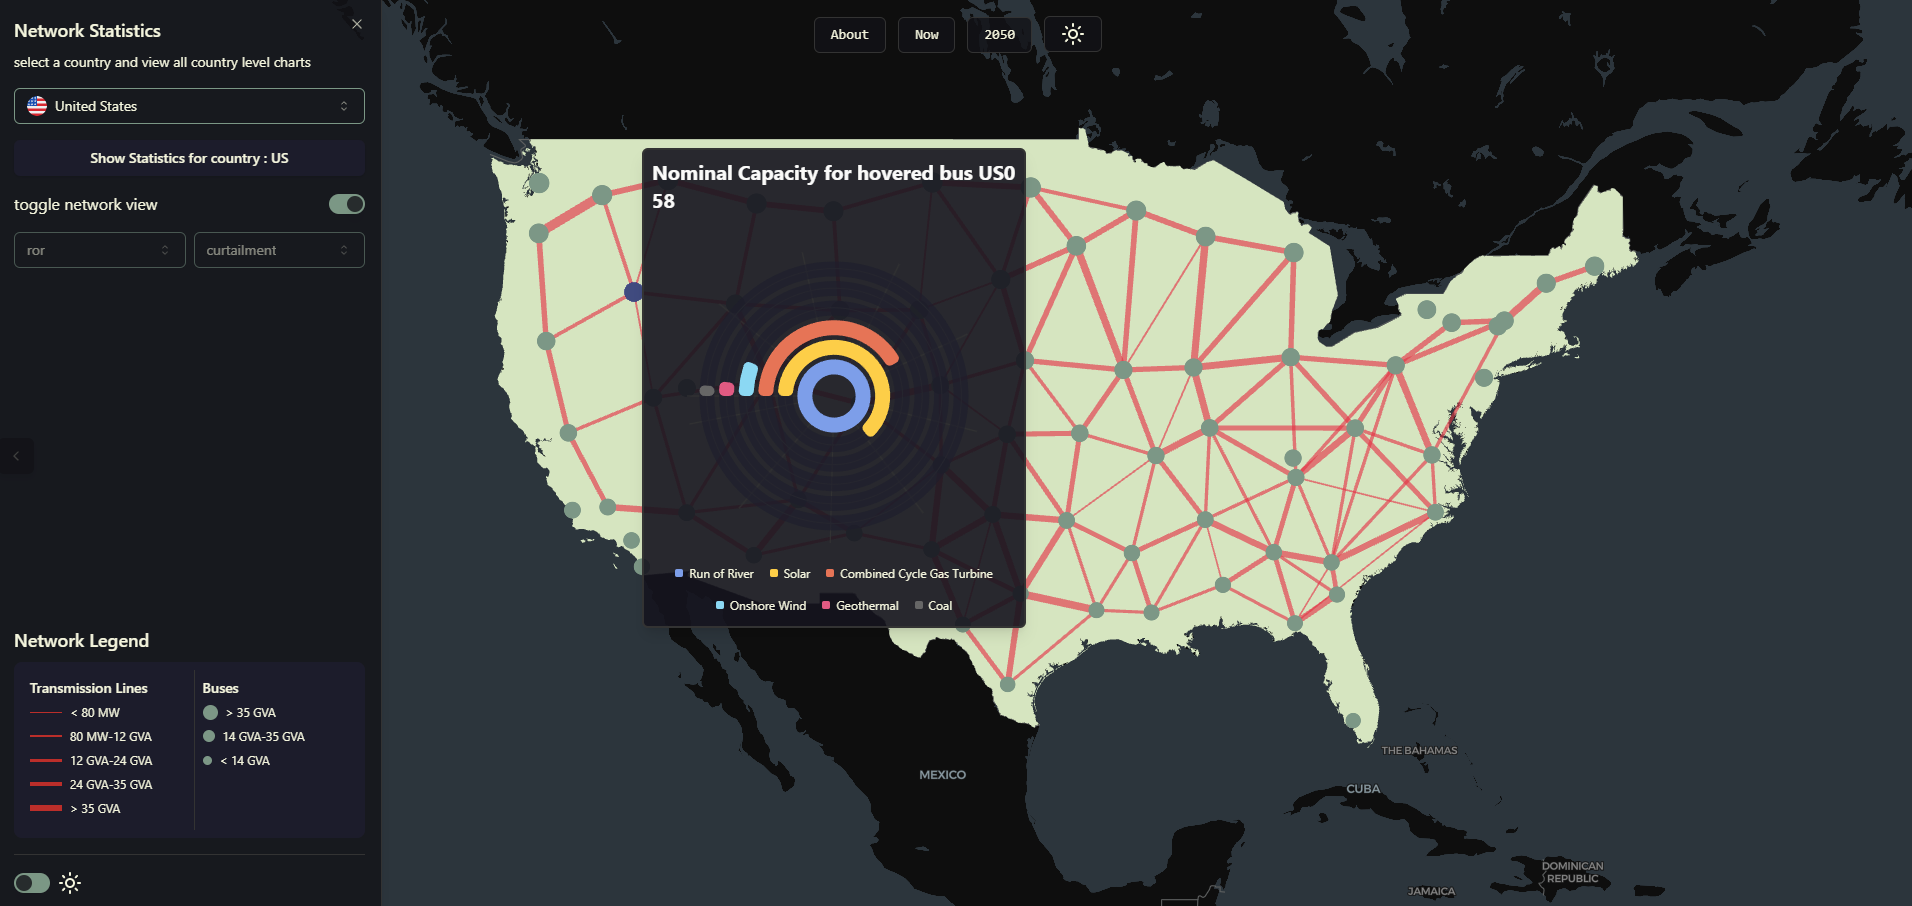 Network Statistics
select a country and view all country level charts
United States
Show Statistics for country : US
toggle network view
ror
curtailment
Network Legend
Transmission Lines
< 80 MW
80 MW-12 GVA
12 GVA-24 GVA
24 GVA-35 GVA
> 35 GVA
Buses
> 35 GVA
14 GVA-35 GVA
< 14 GVA
About
Now
2050
Nominal Capacity for hovered bus US0
58
Run of River
Solar
Combined Cycle Gas Turbine
Onshore Wind
Geothermal
Coal
MEXICO
THE BAHAMAS
CUBA
DOMINICAN
REPUBLIC
JAMAICA